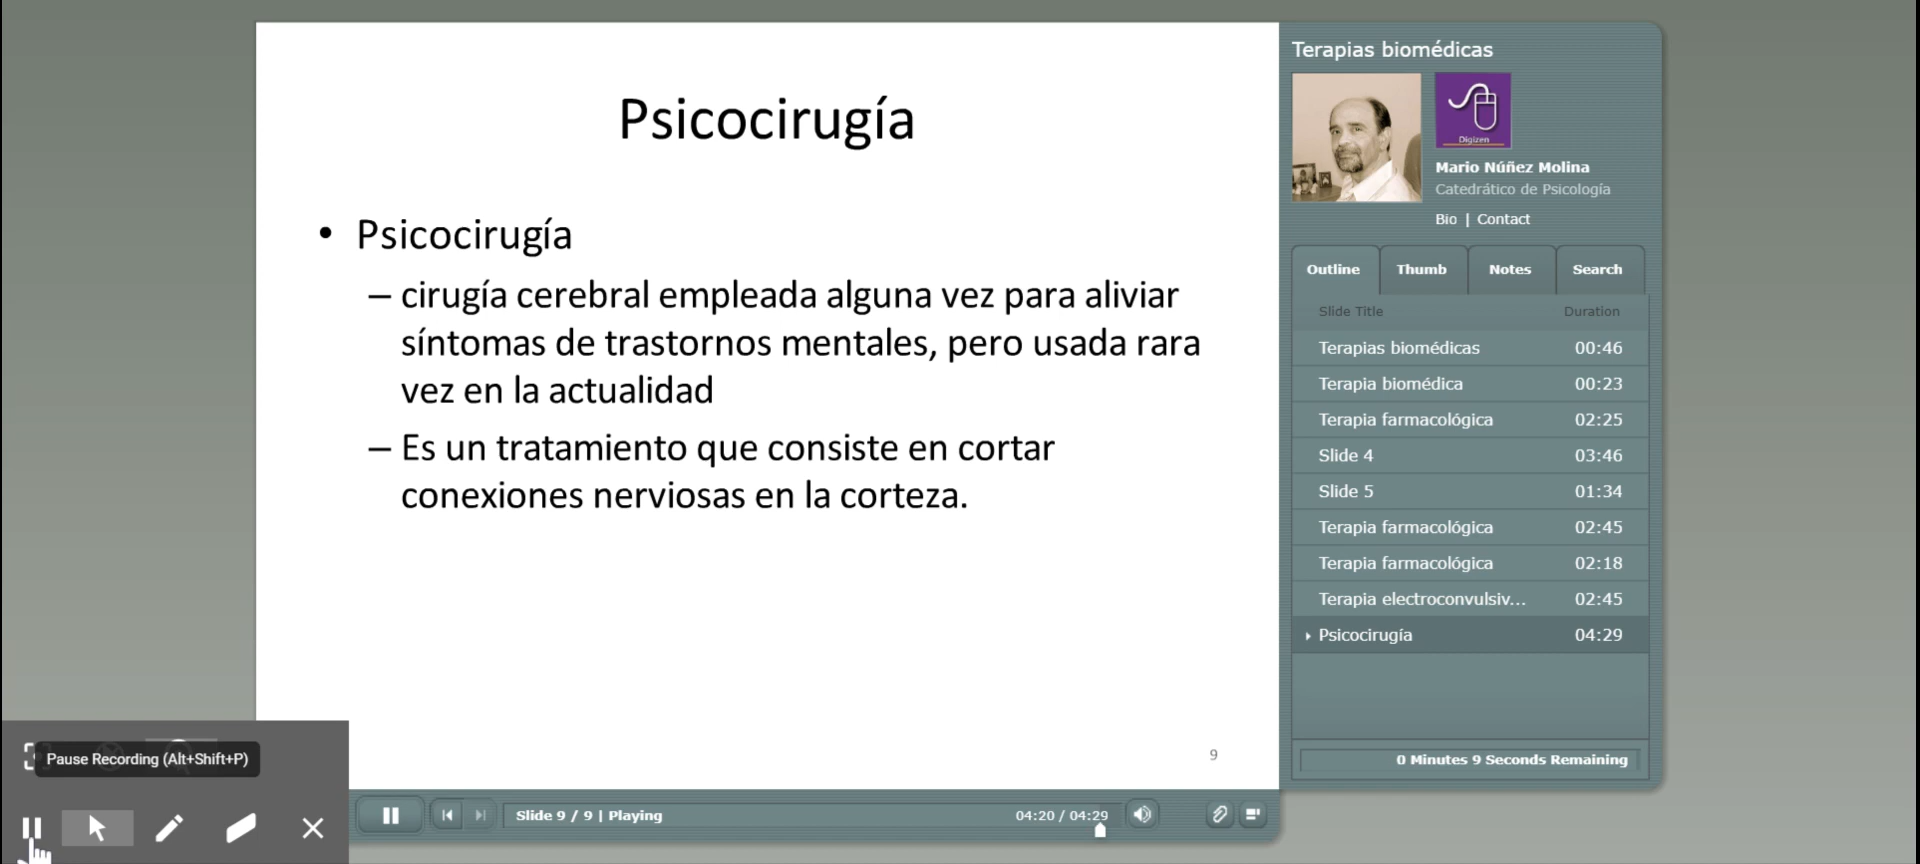 Psicocirugía
• Psicocirugía
– cirugía cerebral empleada alguna vez para aliviar
síntomas de trastornos mentales, pero usada rara
vez en la actualidad
– Es un tratamiento que consiste en cortar
conexiones nerviosas en la corteza.
9
Terapias biomédicas
Digizen
Mario Núñez Molina
Catedrático de Psicología
Bio | Contact
Outline Thumb Notes Search
Slide Title Duration
Terapias biomédicas 00:46
Terapia biomédica 00:23
Terapia farmacológica 02:25
Slide 4 03:46
Slide 5 01:34
Terapia farmacológica 02:45
Terapia farmacológica 02:18
Terapia electroconvulsiv... 02:45
Psicocirugía 04:29
0 Minutes 9 Seconds Remaining
Pause Recording (Alt+Shift+P)
Slide 9 / 9 | Playing 04:20 / 04:29